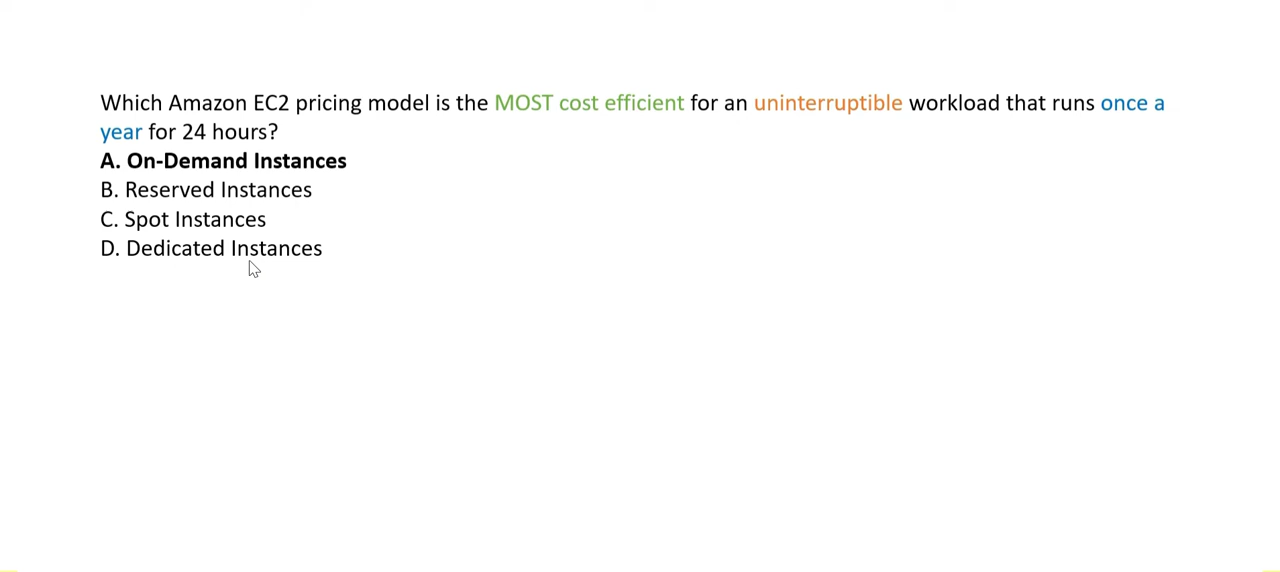 Which Amazon EC2 pricing model is the MOST cost efficient for an uninterruptible workload that runs once a
year for 24 hours?
A. On-Demand Instances
B. Reserved Instances
C. Spot Instances
D. Dedicated Instances